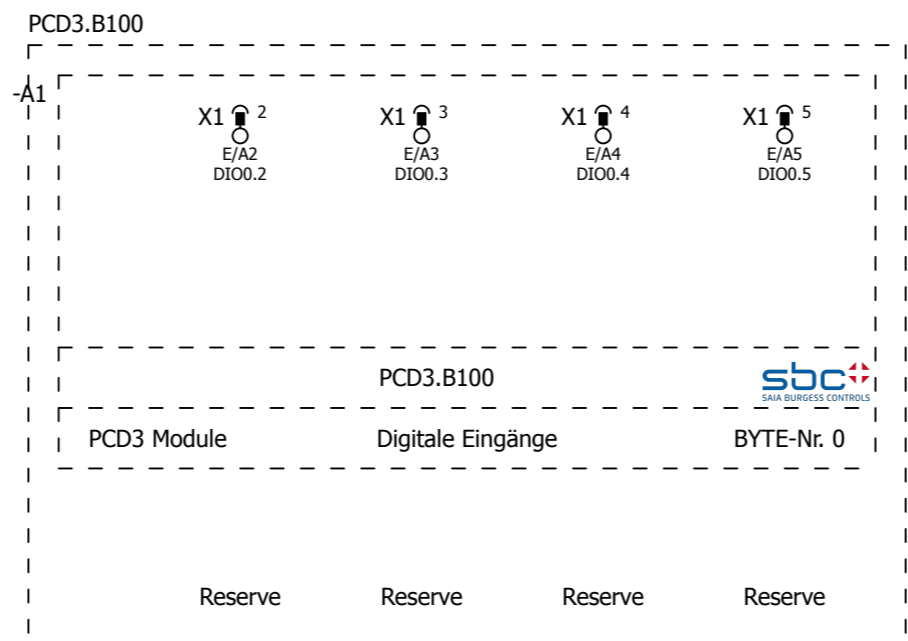 PCD3.B100
-A1
X1 2 X1 3 X1 4 X1 5
E/A2 E/A3 E/A4 E/A5
DIO0.2 DIO0.3 DIO0.4 DIO0.5
PCD3.B100
sbc
SAIA BURGESS CONTROLS
PCD3 Module Digitale Eingänge BYTE-Nr. 0
Reserve Reserve Reserve Reserve